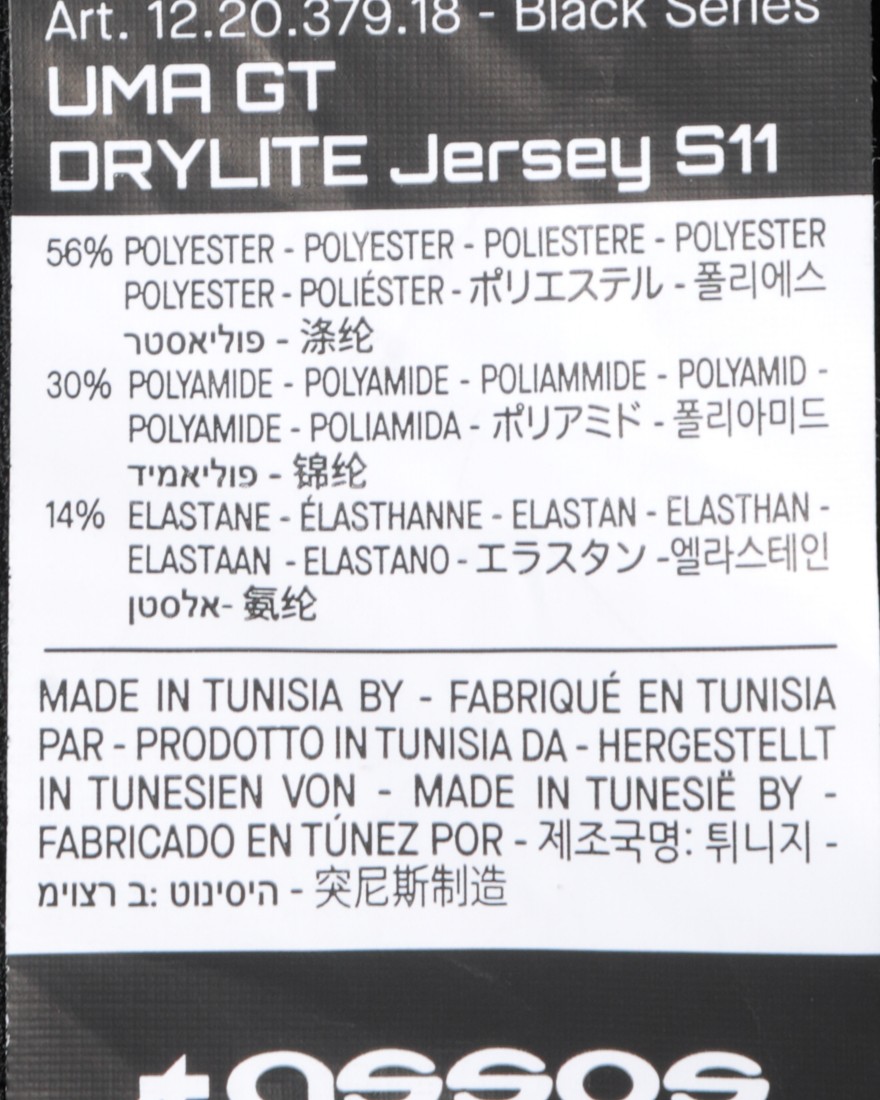 Art. 12.20.379.18 - Black Series
UMA GT
DRYLITE Jersey S11
56% POLYESTER - POLYESTER - POLIESTERE - POLYESTER
POLYESTER - POLIÉSTER - ポリエステル - 폴리에스
פוליאסטר - 涤纶
30% POLYAMIDE - POLYAMIDE - POLIAMMIDE - POLYAMID -
POLYAMIDE - POLIAMIDA - ポリアミド - 폴리아미드
פוליאמיד - 锦纶
14% ELASTANE - ÉLASTHANNE - ELASTAN - ELASTHAN -
ELASTAAN - ELASTANO - エラスタン -엘라스테인
אלסטן- 氨纶
MADE IN TUNISIA BY - FABRIQUÉ EN TUNISIA
PAR - PRODOTTO IN TUNISIA DA - HERGESTELLT
IN TUNESIEN VON - MADE IN TUNESIË BY -
FABRICADO EN TÚNEZ POR - 제조국명: 튀니지 -
היסינוט :ב רצוימ - 突尼斯制造
assos